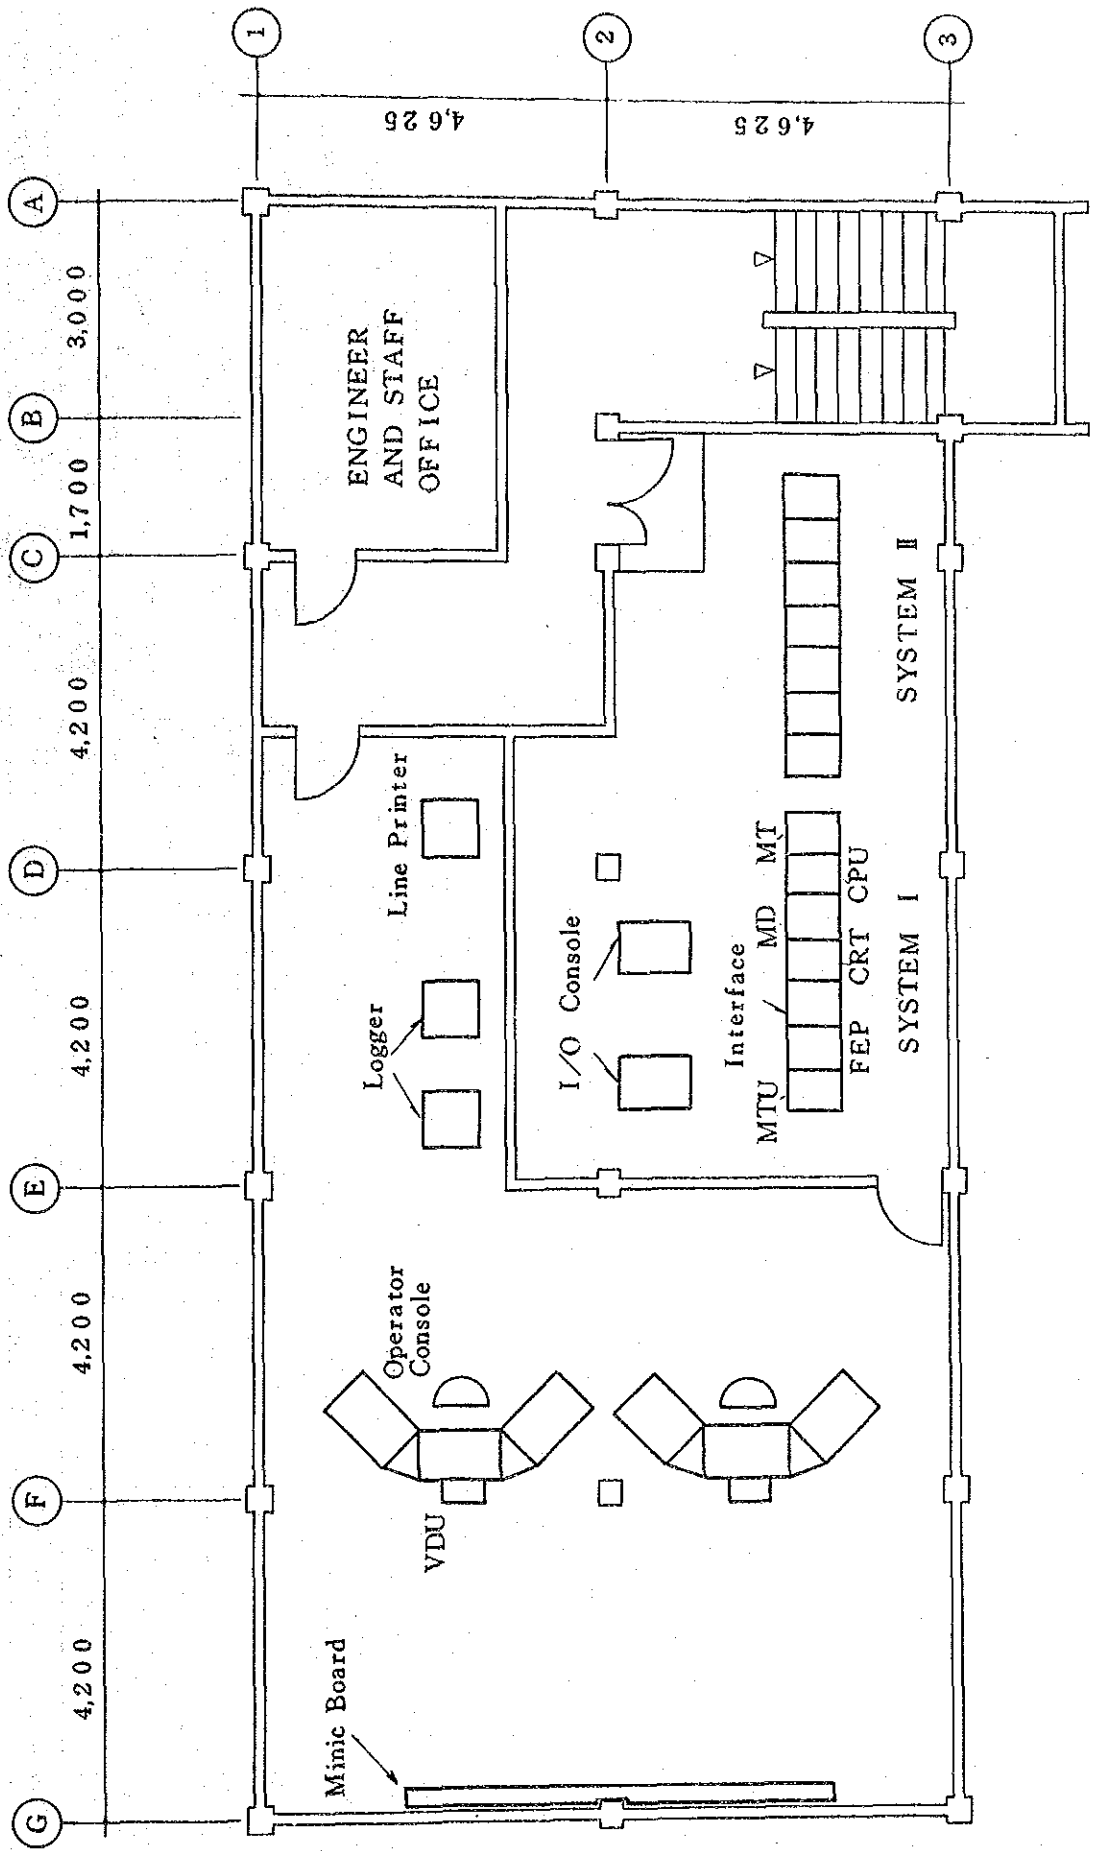 G
F
E
D
C
B
A
4,200
4,200
4,200
4,200
1,700
3,000
1
2
3
4,625
4,625
Minic Board
VDU
Operator
Console
Logger
Line Printer
ENGINEER
AND STAFF
OFFICE
I/O Console
Interface
MTU
MD
MT
FEP
CRT
CPU
SYSTEM I
SYSTEM II